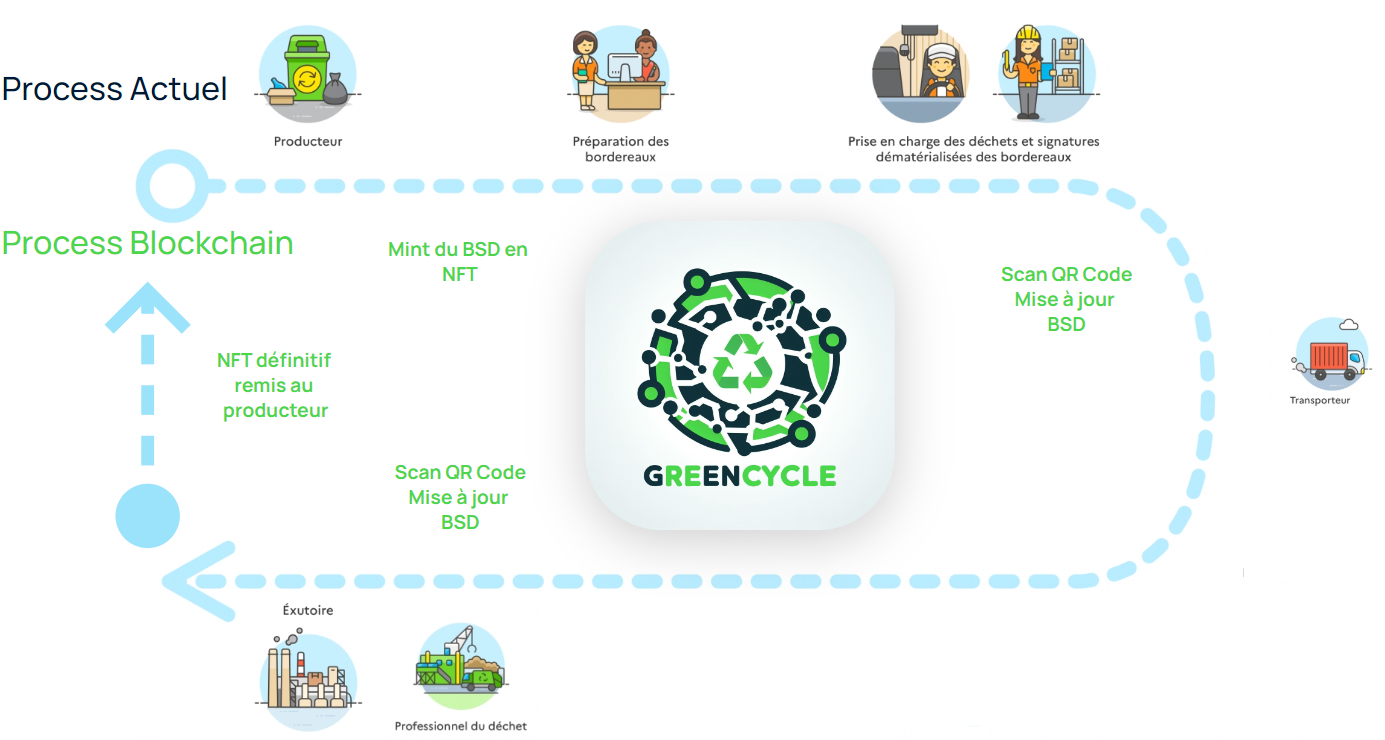 Process Actuel
Producteur
Préparation des
bordereaux
Prise en charge des déchets et signatures
dématérialisées des bordereaux
Process Blockchain
Mint du BSD en
NFT
Scan QR Code
Mise à jour
BSD
NFT définitif
remis au
producteur
Transporteur
Scan QR Code
Mise à jour
BSD
GREENCYCLE
Éxutoire
Professionnel du déchet